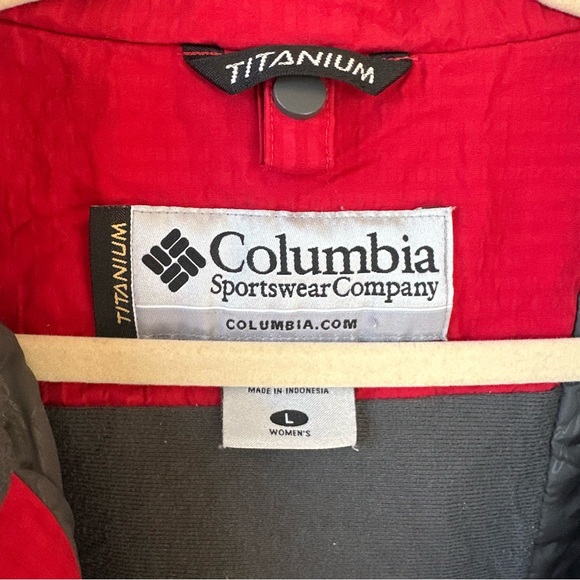 TITANIUM
TITANIUM
Columbia
Sportswear Company
COLUMBIA.COM
MADE IN INDONESIA
L
WOMEN'S